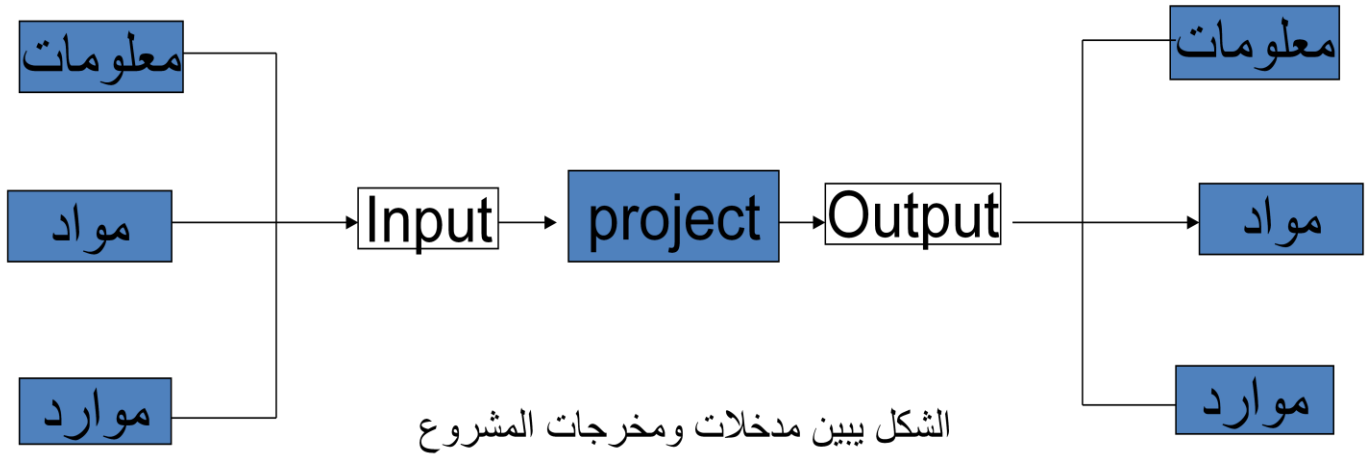 معلومات
مواد
موارد
Input
project
Output
معلومات
مواد
موارد
الشكل يبين مدخلات ومخرجات المشروع